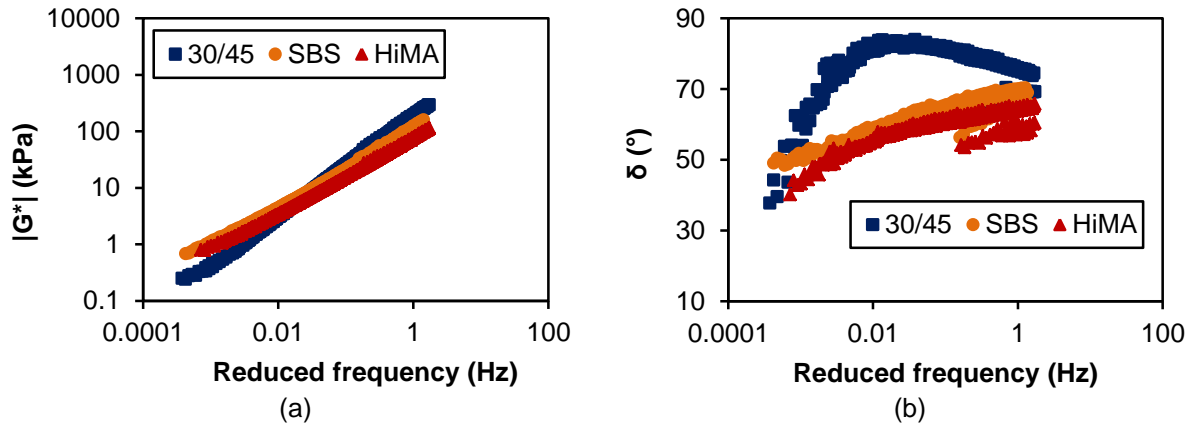 |G*| (kPa)
10000
1000
100
10
1
0.1
30/45 SBS HiMA
0.0001 0.01 1 100
Reduced frequency (Hz)
(a)
δ (°)
90
70
50
30
10
30/45 SBS HiMA
0.0001 0.01 1 100
Reduced frequency (Hz)
(b)